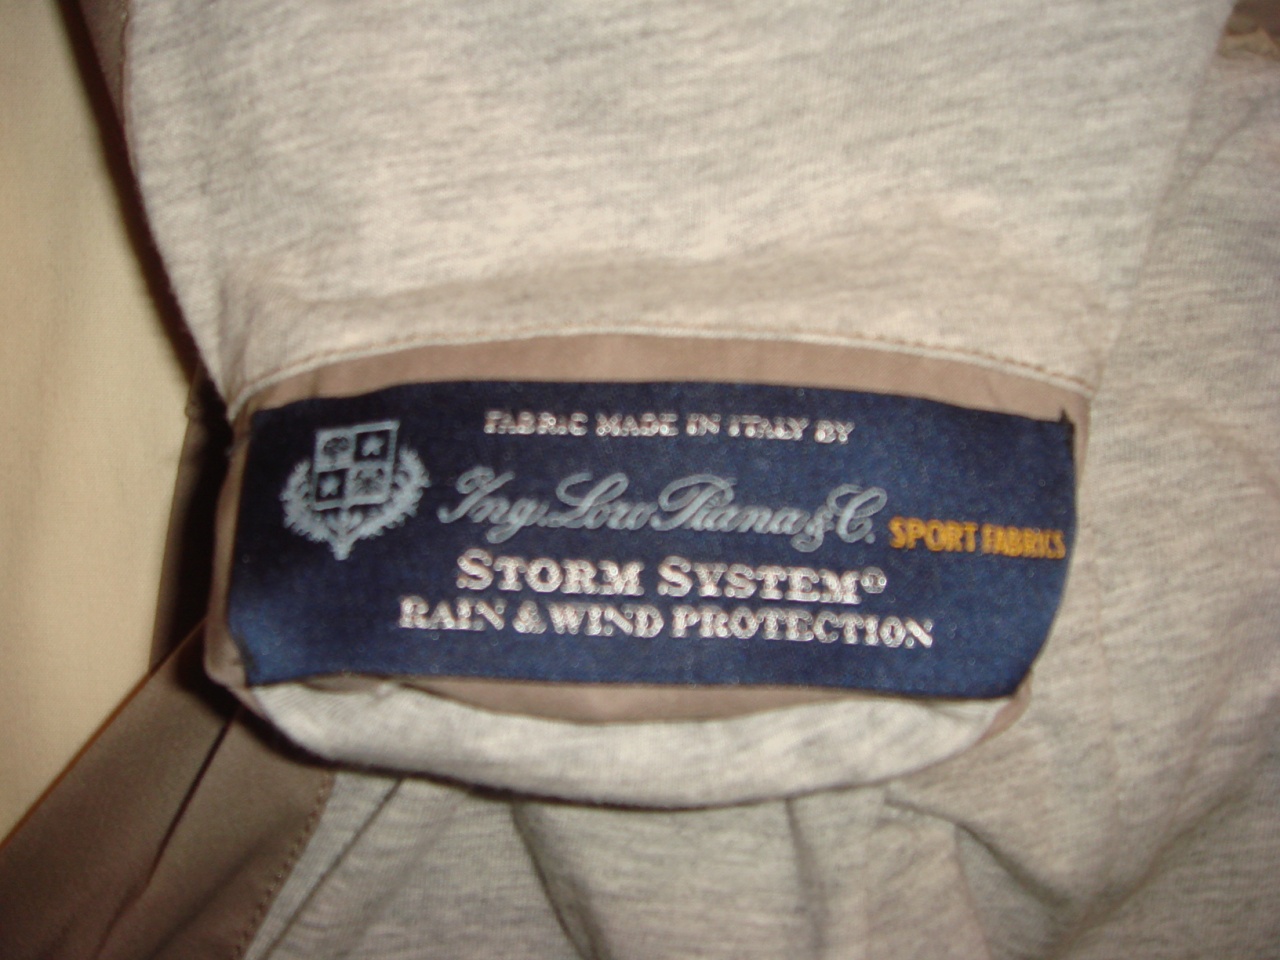 FABRIC MADE IN ITALY BY
Ing. Loro Piana & C. SPORT FABRICS
STORM SYSTEM®
RAIN & WIND PROTECTION